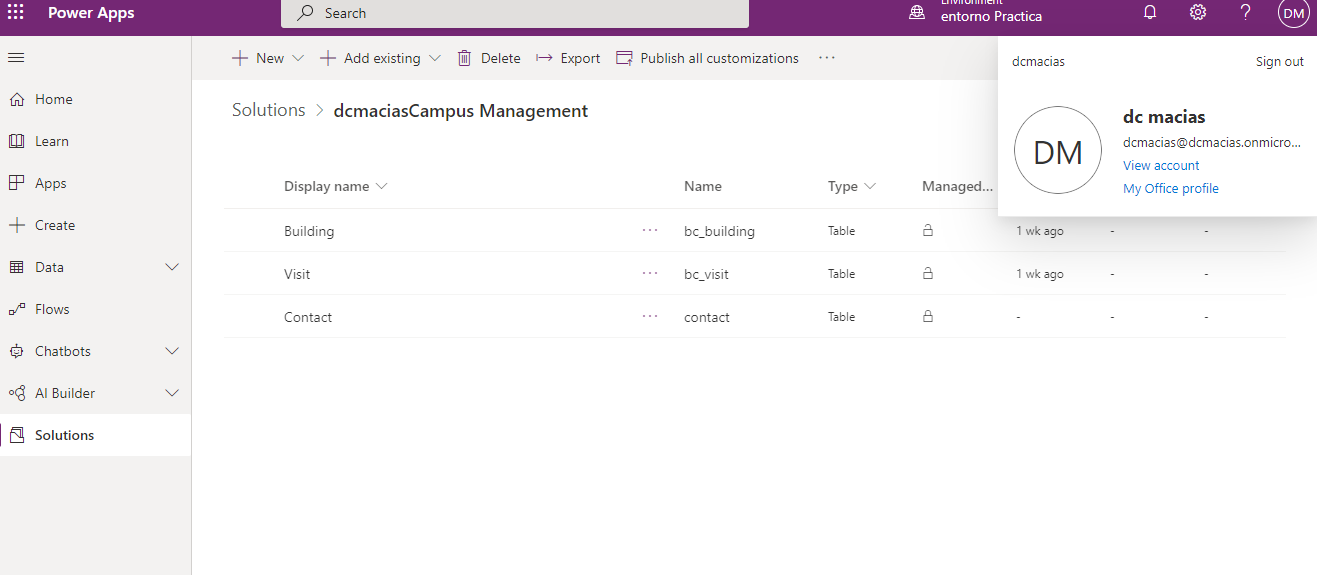 Power Apps
Search
Environment
entorno Practica
DM
New
Add existing
Delete
Export
Publish all customizations
dcmacias
Sign out
DM
dc macias
dcmacias@dcmacias.onmicro...
View account
My Office profile
Home
Learn
Apps
Create
Data
Flows
Chatbots
AI Builder
Solutions
Solutions > dcmaciasCampus Management
Display name Name Type Managed...
Building ... bc_building Table 1 wk ago - -
Visit ... bc_visit Table 1 wk ago - -
Contact ... contact Table - - -